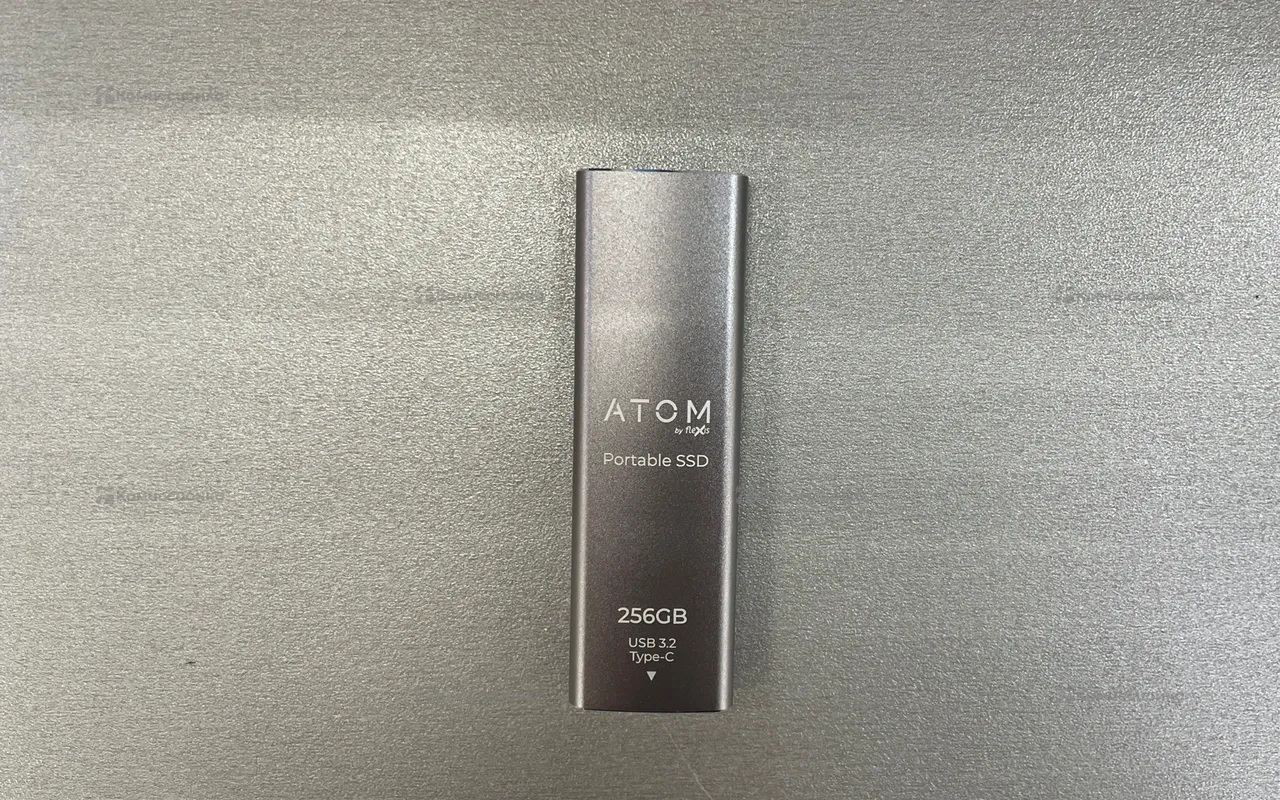 ATOM
by flexis
Portable SSD
256GB
USB 3.2
Type-C